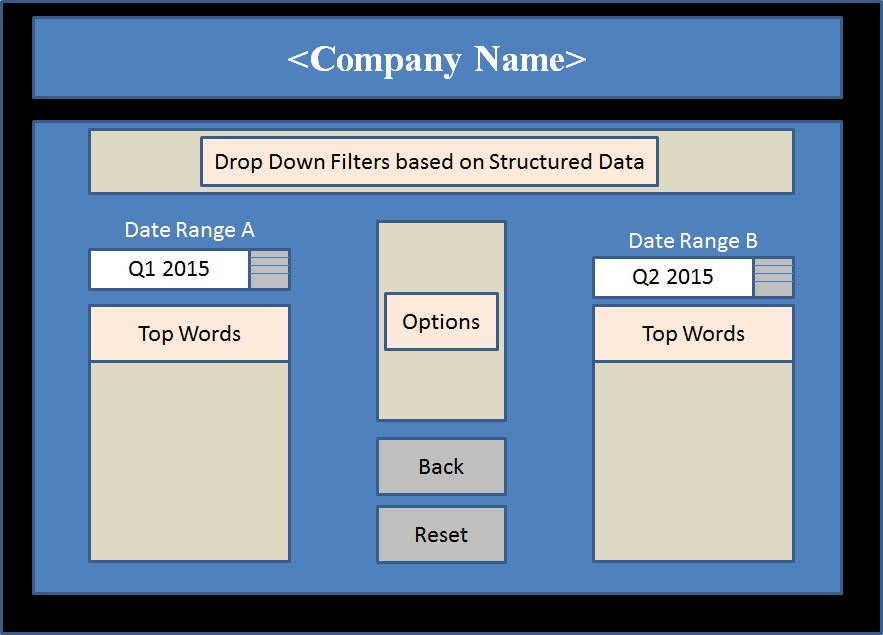 <Company Name>
Drop Down Filters based on Structured Data
Date Range A
Q1 2015
Top Words
Options
Back
Reset
Date Range B
Q2 2015
Top Words